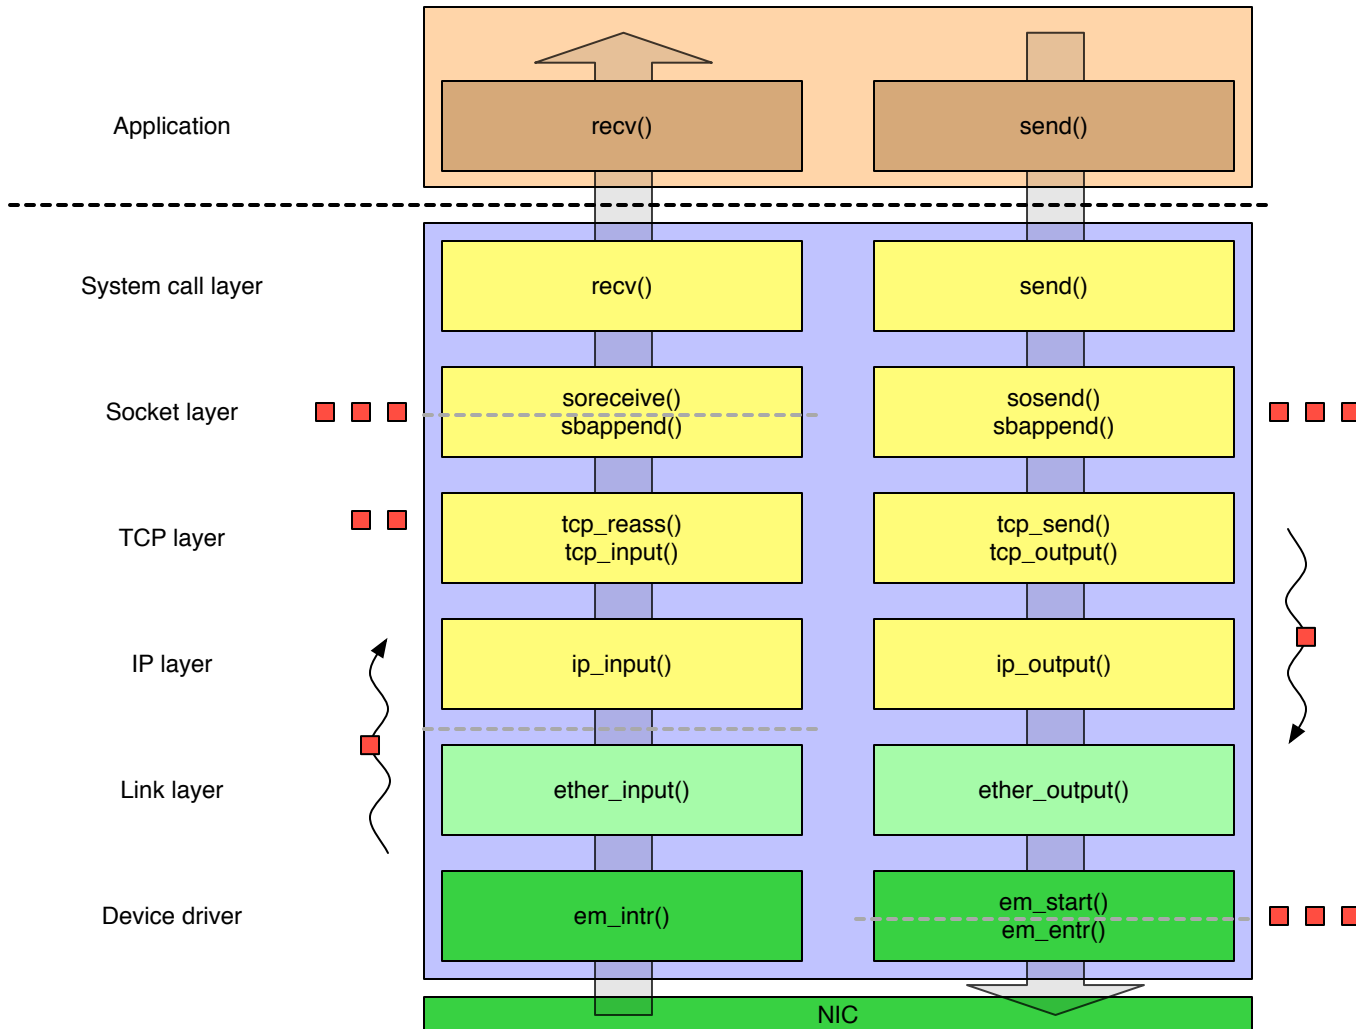 Application
recv()
send()
System call layer
recv()
send()
Socket layer
soreceive()
sbappend()
sosend()
sbappend()
TCP layer
tcp_reass()
tcp_input()
tcp_send()
tcp_output()
IP layer
ip_input()
ip_output()
Link layer
ether_input()
ether_output()
Device driver
em_intr()
em_start()
em_entr()
NIC